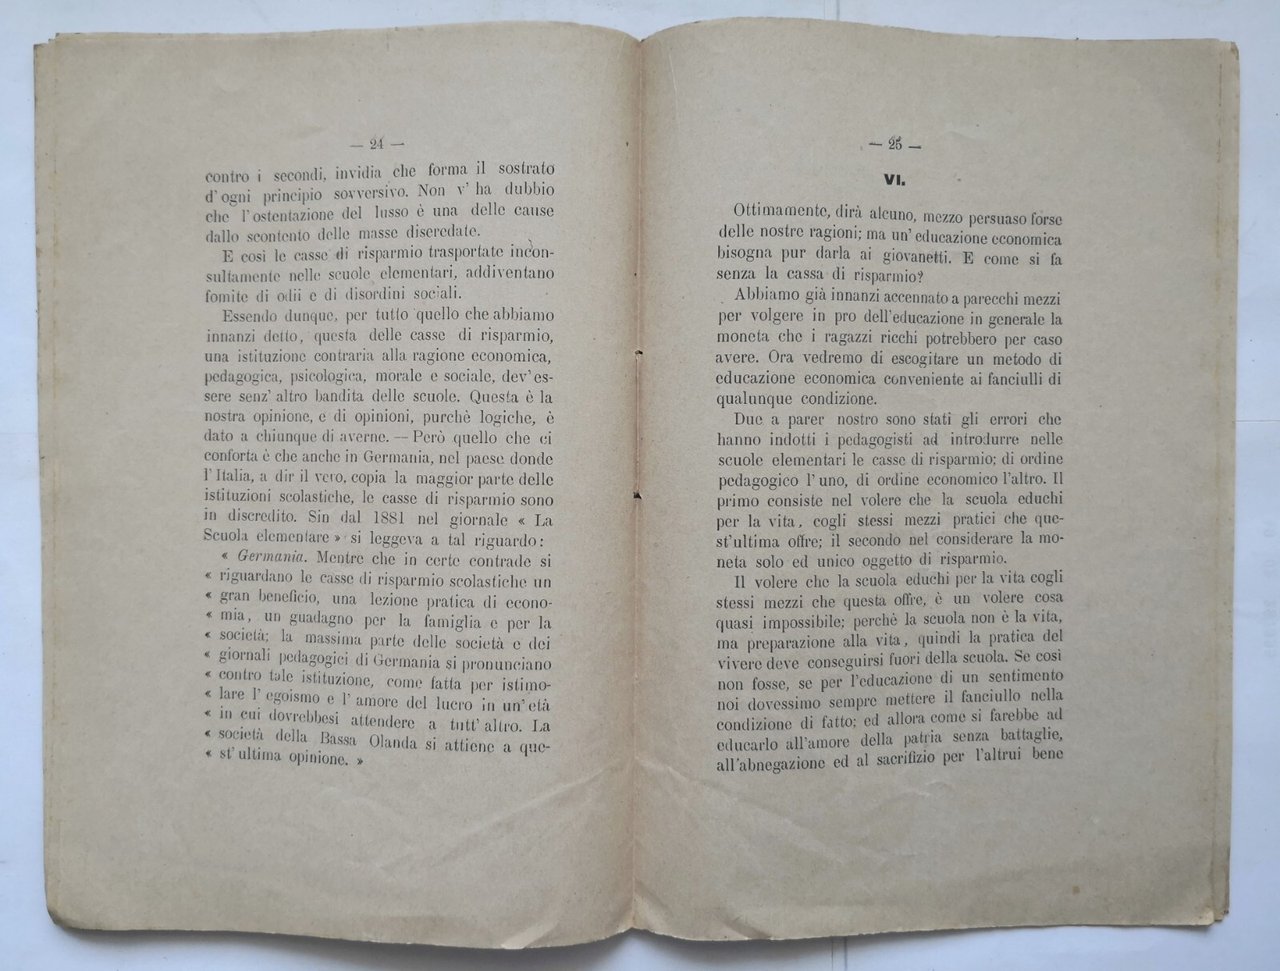 — 24 —
contro i secondi, invidia che forma il sostrato
d'ogni principio sovversivo. Non v'ha dubbio
che l'ostentazione del lusso è una delle cause
dallo scontento delle masse diseredate.
E così le casse di risparmio trasportate incòn-
sultamente nelle scuole elementari, addiventano
fomite di odii e di disordini sociali.
Essendo dunque, per tutto quello che abbiamo
innanzi detto, questa delle casse di risparmio,
una istituzione contraria alla ragione economica,
pedagogica, psicologica, morale e sociale, dev'es-
sere senz'altro bandita delle scuole. Questa è la
nostra opinione, e di opinioni, purchè logiche, è
dato a chiunque di averne. — Però quello che ci
conforta è che anche in Germania, nel paese donde
l'Italia, a dir il vero, copia la maggior parte delle
istituzioni scolastiche, le casse di risparmio sono
in discredito. Sin dal 1881 nel giornale « La
Scuola elementare » si leggeva a tal riguardo:
« Germania. Mentre che in certe contrade si
« riguardano le casse di risparmio scolastiche un
« gran beneficio, una lezione pratica di econo-
« mia, un guadagno per la famiglia e per la
« società; la massima parte delle società e dei
« giornali pedagogici di Germania si pronunciano
« contro tale istituzione, come fatta per istimo-
« lare l'egoismo e l'amore del lucro in un'età
« in cui dovrebbesi attendere a tutt'altro. La
« società della Bassa Olanda si attiene a que-
« st'ultima opinione. »
— 25 —
VI.
Ottimamente, dirà alcuno, mezzo persuaso forse
delle nostre ragioni; ma un'educazione economica
bisogna pur darla ai giovanetti. E come si fa
senza la cassa di risparmio?
Abbiamo già innanzi accennato a parecchi mezzi
per volgere in pro dell'educazione in generale la
moneta che i ragazzi ricchi potrebbero per caso
avere. Ora vedremo di escogitare un metodo di
educazione economica conveniente ai fanciulli di
qualunque condizione.
Due a parer nostro sono stati gli errori che
hanno indotti i pedagogisti ad introdurre nelle
scuole elementari le casse di risparmio; di ordine
pedagogico l'uno, di ordine economico l'altro. Il
primo consiste nel volere che la scuola educhi
per la vita, cogli stessi mezzi pratici che que-
st'ultima offre; il secondo nel considerare la mo-
neta solo ed unico oggetto di risparmio.
Il volere che la scuola educhi per la vita cogli
stessi mezzi che questa offre, è un volere cosa
quasi impossibile; perchè la scuola non è la vita,
ma preparazione alla vita, quindi la pratica del
vivere deve conseguirsi fuori della scuola. Se così
non fosse, se per l'educazione di un sentimento
noi dovessimo sempre mettere il fanciullo nella
condizione di fatto; ed allora come si farebbe ad
educarlo all'amore della patria senza battaglie,
all'abnegazione ed al sacrifizio per l'altrui bene